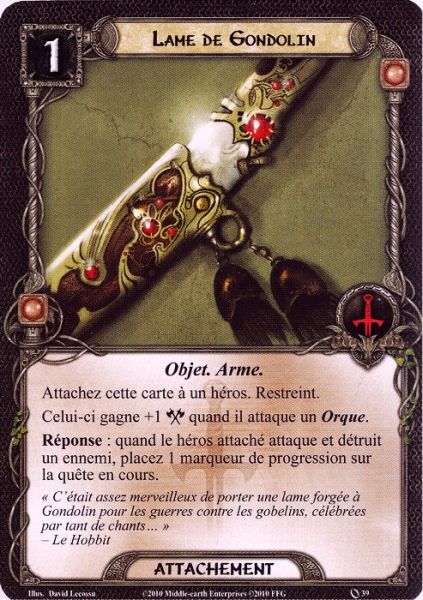 1
LAME DE GONDOLIN
Objet. Arme.
Attachez cette carte à un héros. Restreint.
Celui-ci gagne +1 quand il attaque un Orque.
Réponse : quand le héros attaché attaque et détruit
un ennemi, placez 1 marqueur de progression sur
la quête en cours.
« C'était assez merveilleux de porter une lame forgée à
Gondolin pour les guerres contre les gobelins, célébrées
par tant de chants… »
– Le Hobbit
ATTACHEMENT
Illus. David Lecossu
©2010 Middle-earth Enterprises ©2010 FFG
39